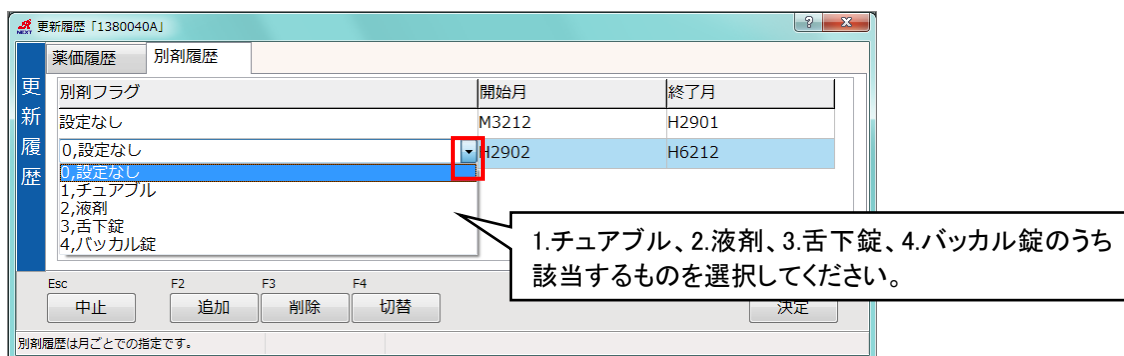 NEXT 更新履歴「1380040A」
薬価履歴 別剤履歴
更新履歴
別剤フラグ 開始月 終了月
設定なし M3212 H2901
0,設定なし H2902 H6212
0,設定なし
1,チュアブル
2,液剤
3,舌下錠
4,バッカル錠
1.チュアブル、2.液剤、3.舌下錠、4.バッカル錠のうち
該当するものを選択してください。
Esc F2 F3 F4
中止 追加 削除 切替 決定
別剤履歴は月ごとでの指定です。